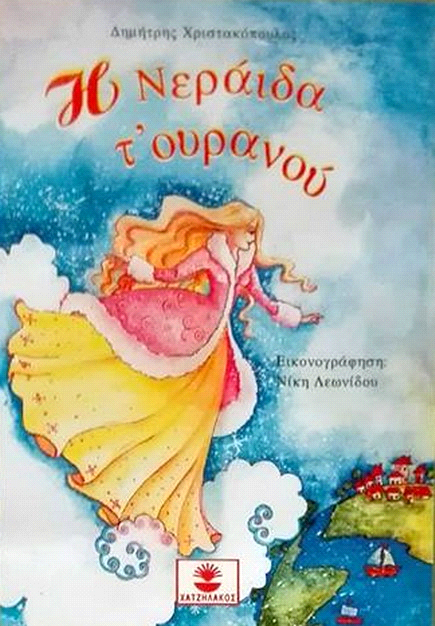 Δημήτρης Χριστακόπουλος
Η Νεράιδα
τ'ουρανού
Εικονογράφηση:
Νίκη Λεωνίδου
ΧΑΤΖΗΛΑΚΟΣ